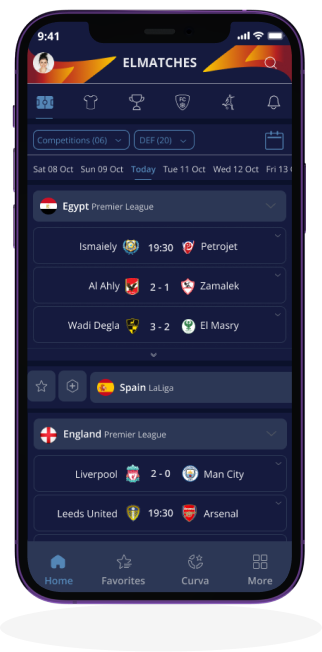 9:41
ELMATCHES
FC
Competitions (06) DEF (20)
Sat 08 Oct Sun 09 Oct Today Tue 11 Oct Wed 12 Oct Fri 13
Egypt Premier League
Ismaiely 19:30 Petrojet
Al Ahly 2 - 1 Zamalek
Wadi Degla 3 - 2 El Masry
Spain LaLiga
England Premier League
Liverpool 2 - 0 Man City
Leeds United 19:30 Arsenal
Home Favorites Curva More